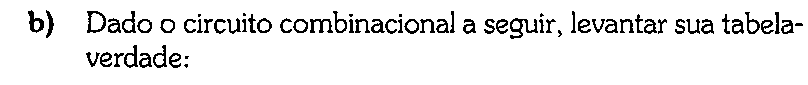 b) Dado o circuito combinacional a seguir, levantar sua tabela-
verdade: